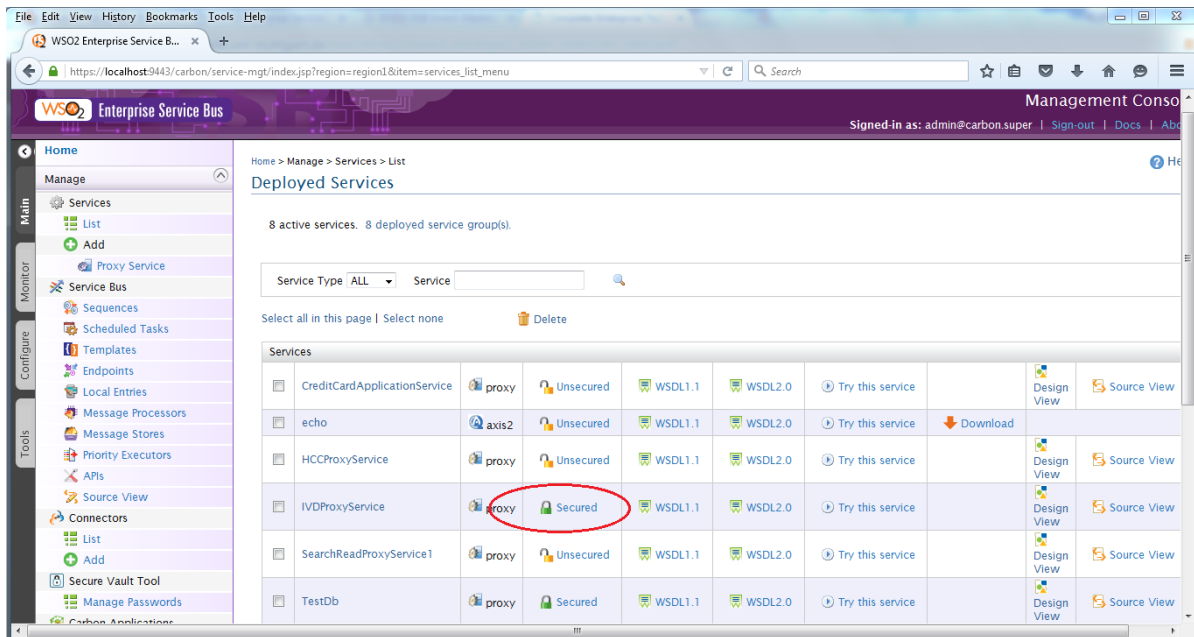 File Edit View History Bookmarks Tools Help
WSO2 Enterprise Service B... × +
https://localhost:9443/carbon/service-mgt/index.jsp?region=region1&item=services_list_menu Search
WSO2 Enterprise Service Bus
Management Conso
Signed-in as: admin@carbon.super | Sign-out | Docs | Abo
Main
Monitor
Configure
Tools
Home
Manage
Services
List
Add
Proxy Service
Service Bus
Sequences
Scheduled Tasks
Templates
Endpoints
Local Entries
Message Processors
Message Stores
Priority Executors
APIs
Source View
Connectors
List
Add
Secure Vault Tool
Manage Passwords
Carbon Applications
Home > Manage > Services > List
He
Deployed Services
8 active services. 8 deployed service group(s).
Service Type ALL Service
Select all in this page | Select none Delete
Services
CreditCardApplicationService proxy Unsecured WSDL1.1 WSDL2.0 Try this service Design View Source View
echo axis2 Unsecured WSDL1.1 WSDL2.0 Try this service Download
HCCProxyService proxy Unsecured WSDL1.1 WSDL2.0 Try this service Design View Source View
IVDProxyService proxy Secured WSDL1.1 WSDL2.0 Try this service Design View Source View
SearchReadProxyService1 proxy Unsecured WSDL1.1 WSDL2.0 Try this service Design View Source View
TestDb proxy Secured WSDL1.1 WSDL2.0 Try this service Design View Source View